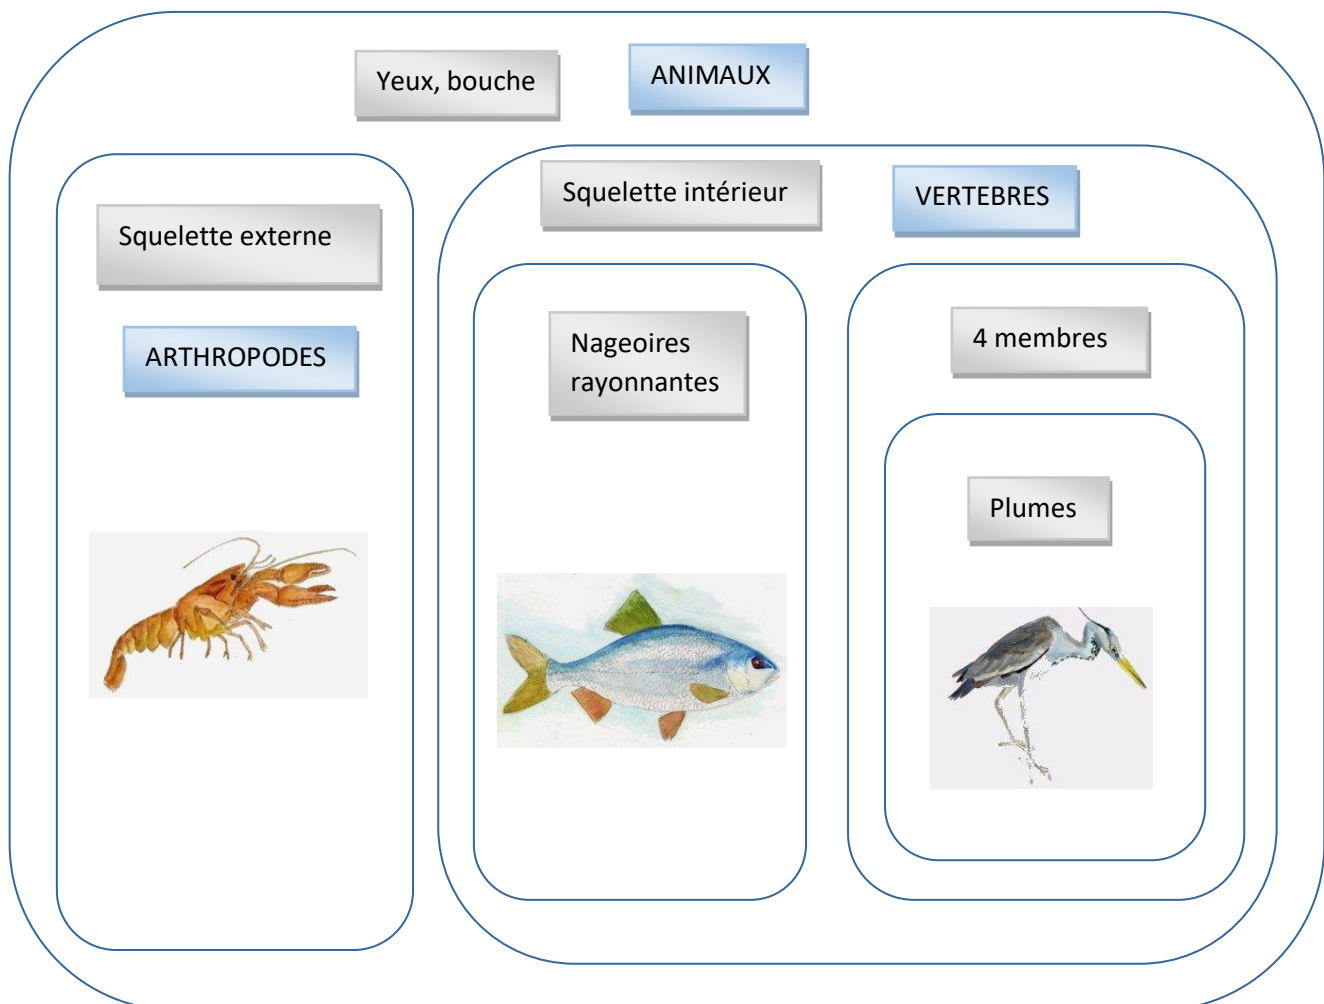 Yeux, bouche
ANIMAUX
Squelette externe
ARTHROPODES
Squelette intérieur
VERTEBRES
Nageoires
rayonnantes
4 membres
Plumes